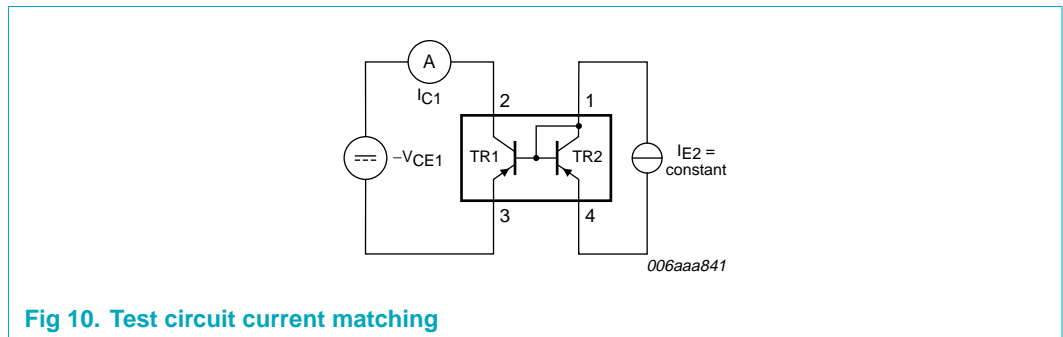 A
IC1
2
1
–VCE1
TR1
TR2
IE2 =
constant
3
4
006aaa841
Fig 10. Test circuit current matching